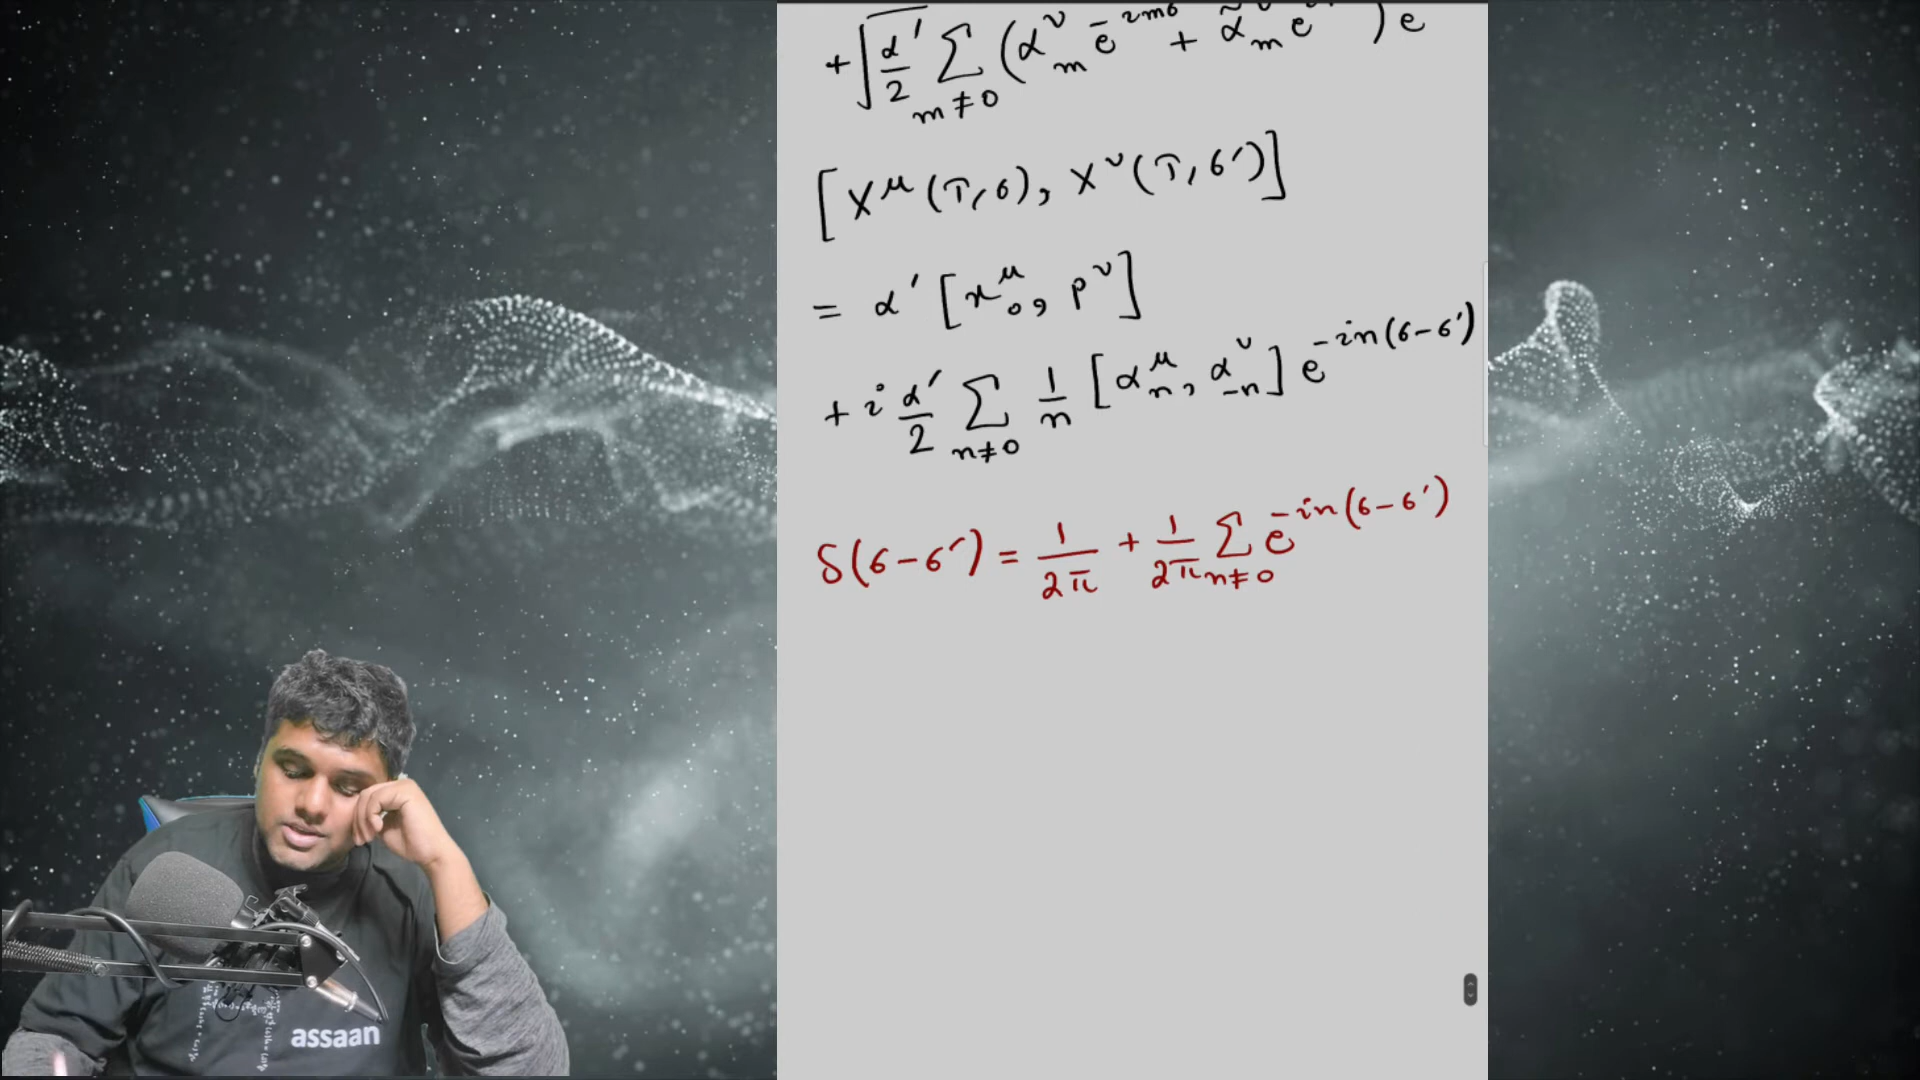 + √(α′/2) Σ_{m≠0} (α^ν_m e^{-imσ} + α̃^ν_m e ) e
[X^μ(τ,σ), X^ν(τ,σ′)]
= α′ [x^μ_0, p^ν]
+ i α′/2 Σ_{n≠0} 1/n [α^μ_n, α^ν_{-n}] e^{-in(σ-σ′)}
δ(σ-σ′) = 1/2π + 1/2π Σ_{n≠0} e^{-in(σ-σ′)}
assaan